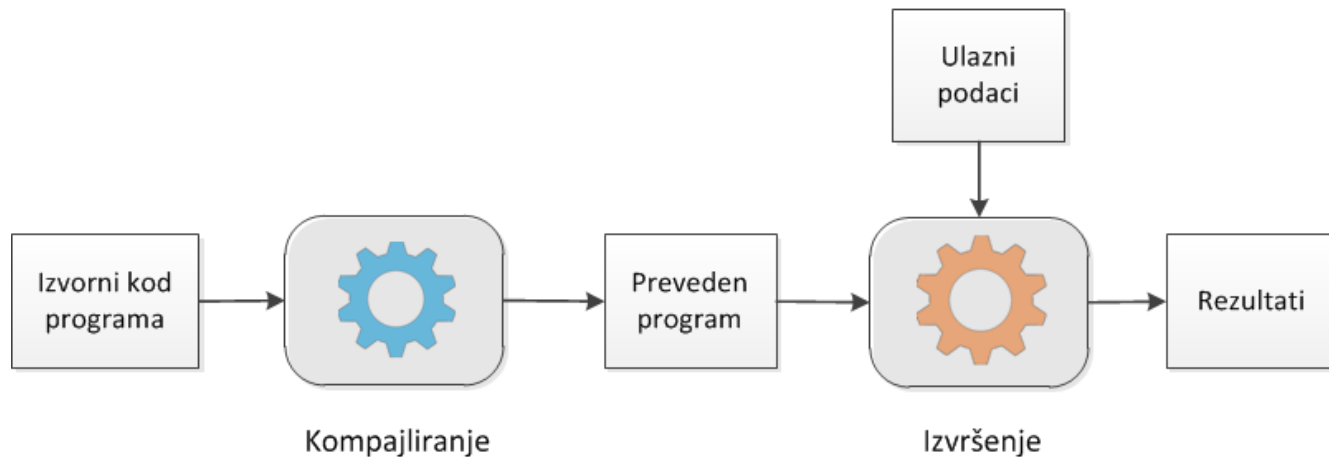 Ulazni
podaci
Izvorni kod
programa
Preveden
program
Rezultati
Kompajliranje
Izvršenje